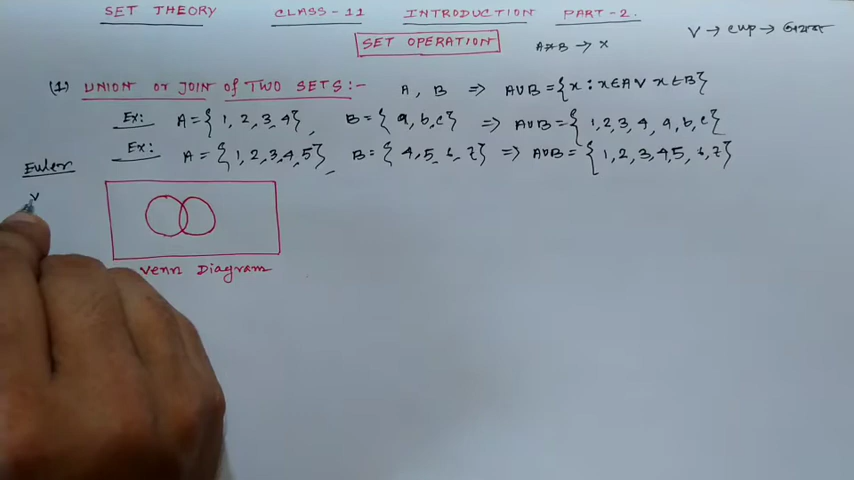 SET THEORY CLASS-11 INTRODUCTION PART-2.
SET OPERATION A*B → X V → cup →
(1) UNION or JOIN of TWO SETS:- A, B ⇒ A∪B = {x : x∈A ∨ x∈B}
Ex: A = {1, 2, 3, 4}, B = {a, b, c} ⇒ A∪B = {1, 2, 3, 4, a, b, c}
Ex: A = {1, 2, 3, 4, 5}, B = {4, 5, 6, 7} ⇒ A∪B = {1, 2, 3, 4, 5, 6, 7}
Euler
V
Venn Diagram